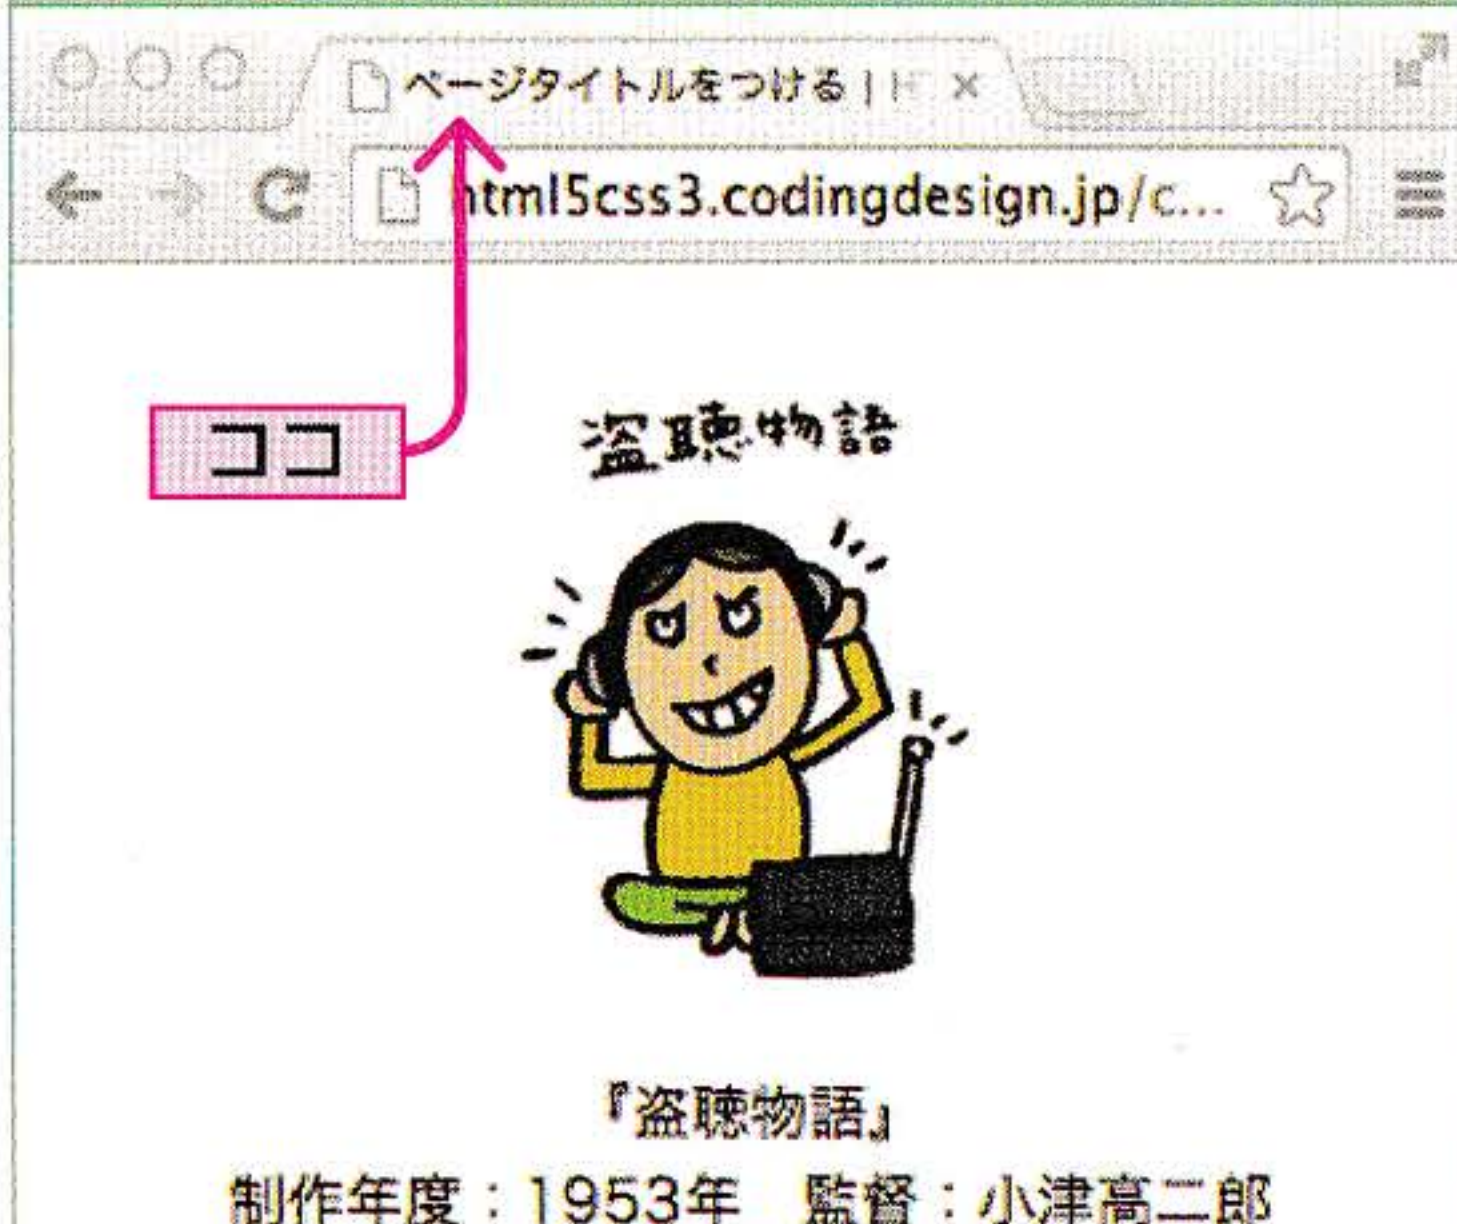 ページタイトルをつける | H
html5css3.codingdesign.jp/c...
ココ
盗聴物語
『盗聴物語』
制作年度：1953年　監督：小津高二郎